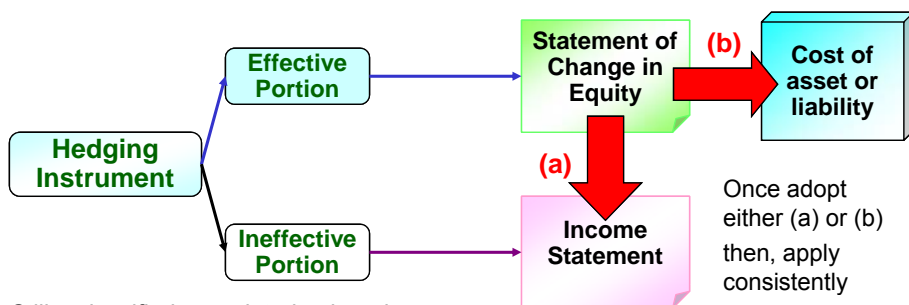 Hedging
Instrument
Effective
Portion
Ineffective
Portion
Statement of
Change in
Equity
(a)
(b)
Cost of
asset or
liability
Income
Statement
Once adopt
either (a) or (b)
then, apply
consistently